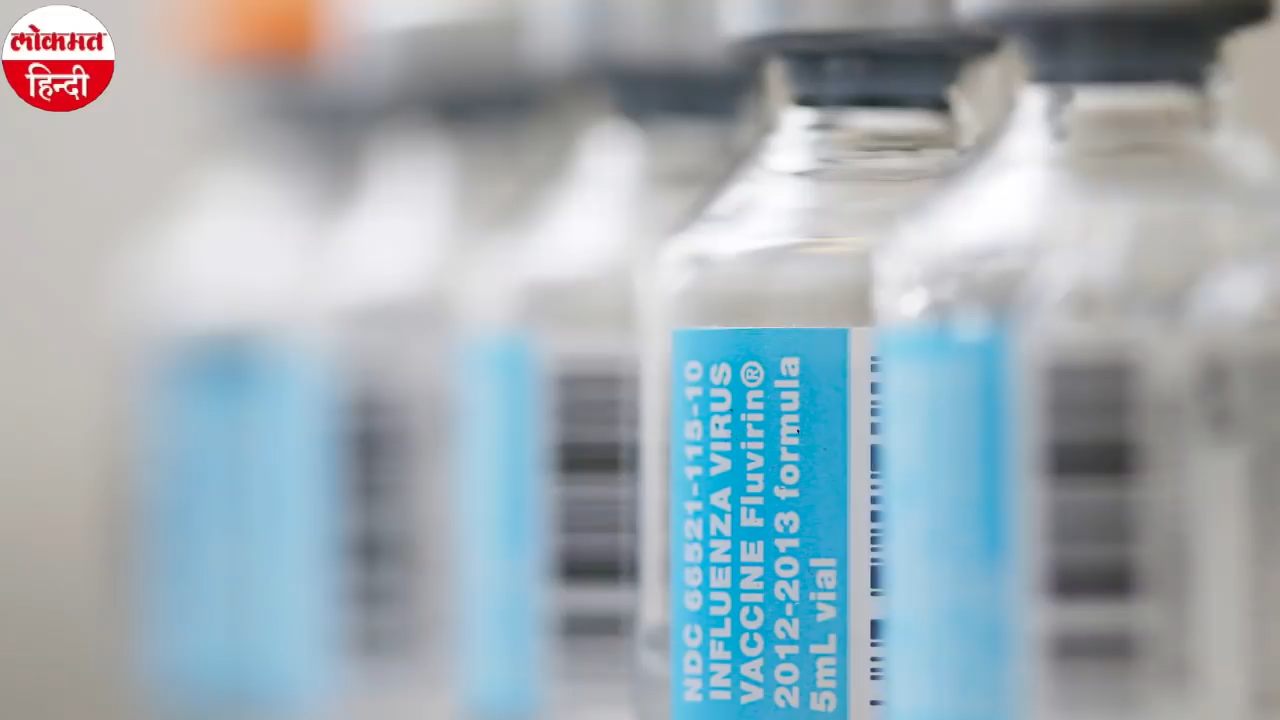 लोकमत
हिन्दी
NDC 66521-115-10
INFLUENZA VIRUS
VACCINE Fluvirin®
2012-2013 formula
5mL vial